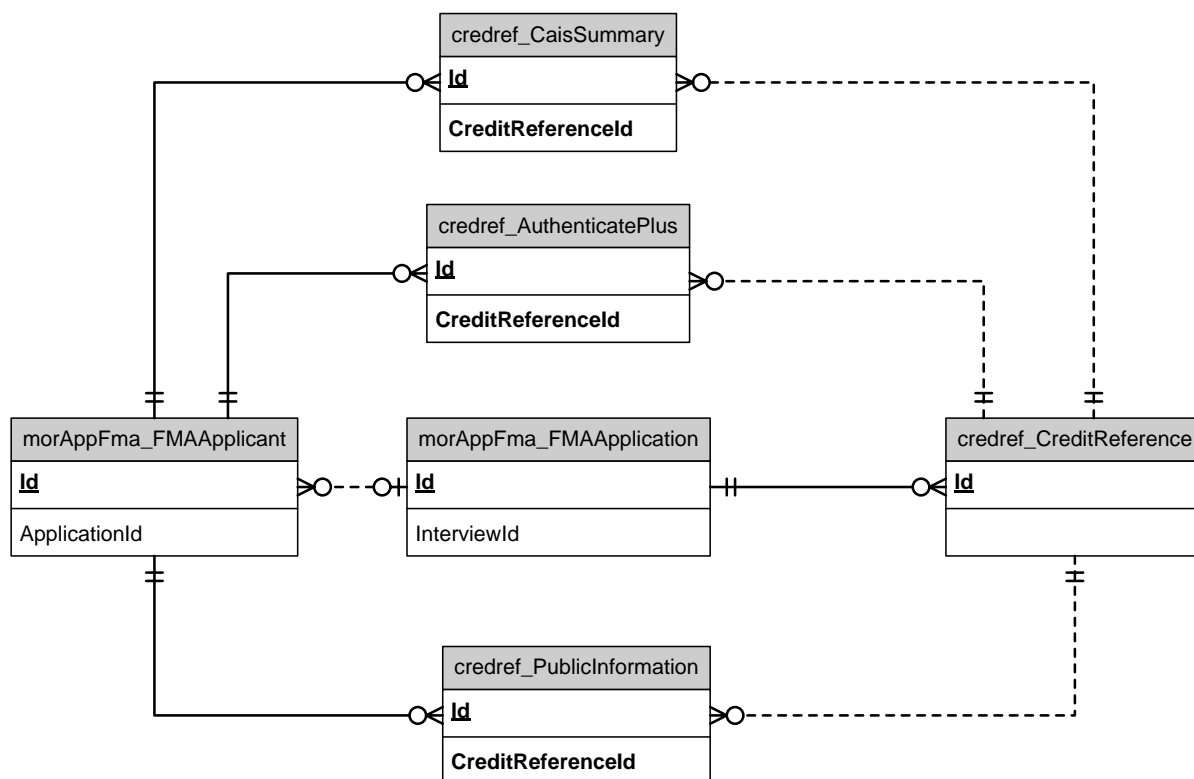 credref_CaisSummary
Id
CreditReferenceId
credref_AuthenticatePlus
Id
CreditReferenceId
morAppFma_FMAApplicant
Id
ApplicationId
morAppFma_FMAApplication
Id
InterviewId
credref_CreditReference
Id
credref_PublicInformation
Id
CreditReferenceId